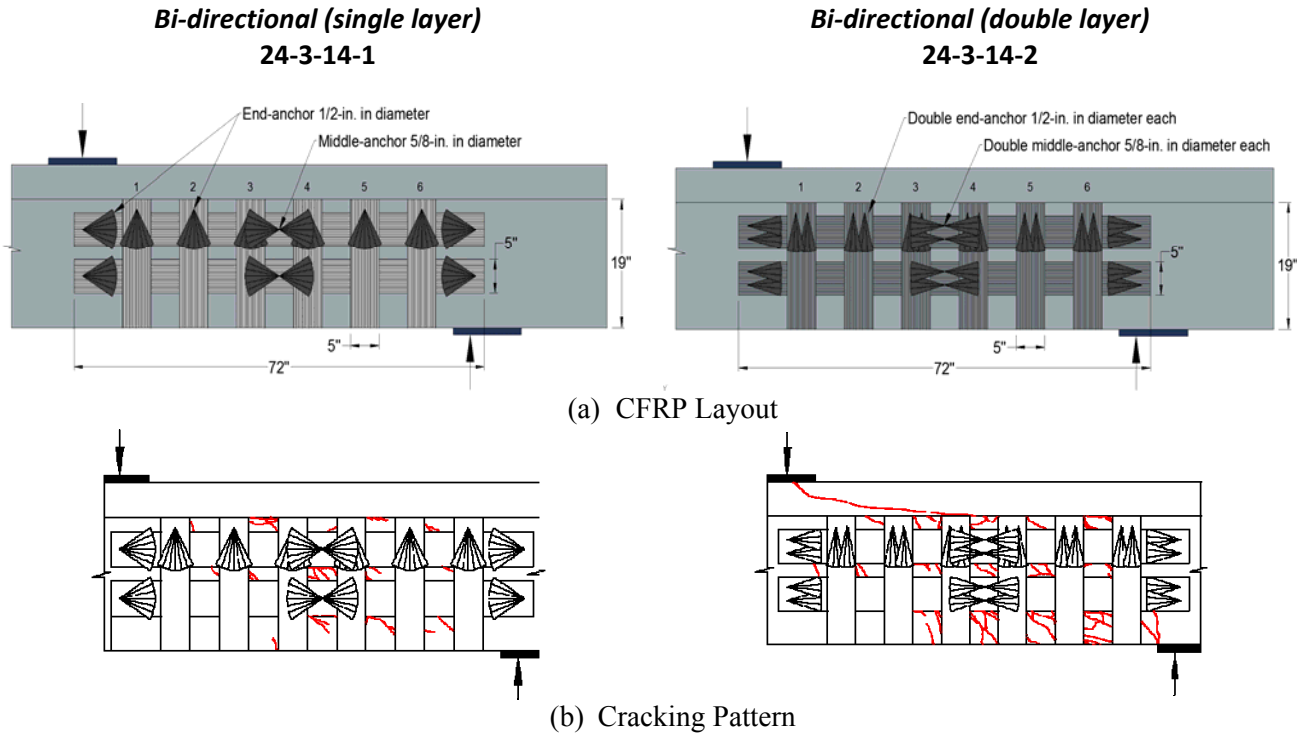 Bi-directional (single layer)
24-3-14-1
Bi-directional (double layer)
24-3-14-2
End-anchor 1/2-in. in diameter
Middle-anchor 5/8-in. in diameter
1 2 3 4 5 6
5"
19"
5"
72"
Double end-anchor 1/2-in. in diameter each
Double middle-anchor 5/8-in. in diameter each
1 2 3 4 5 6
5"
19"
5"
72"
Y
(a) CFRP Layout
(b) Cracking Pattern